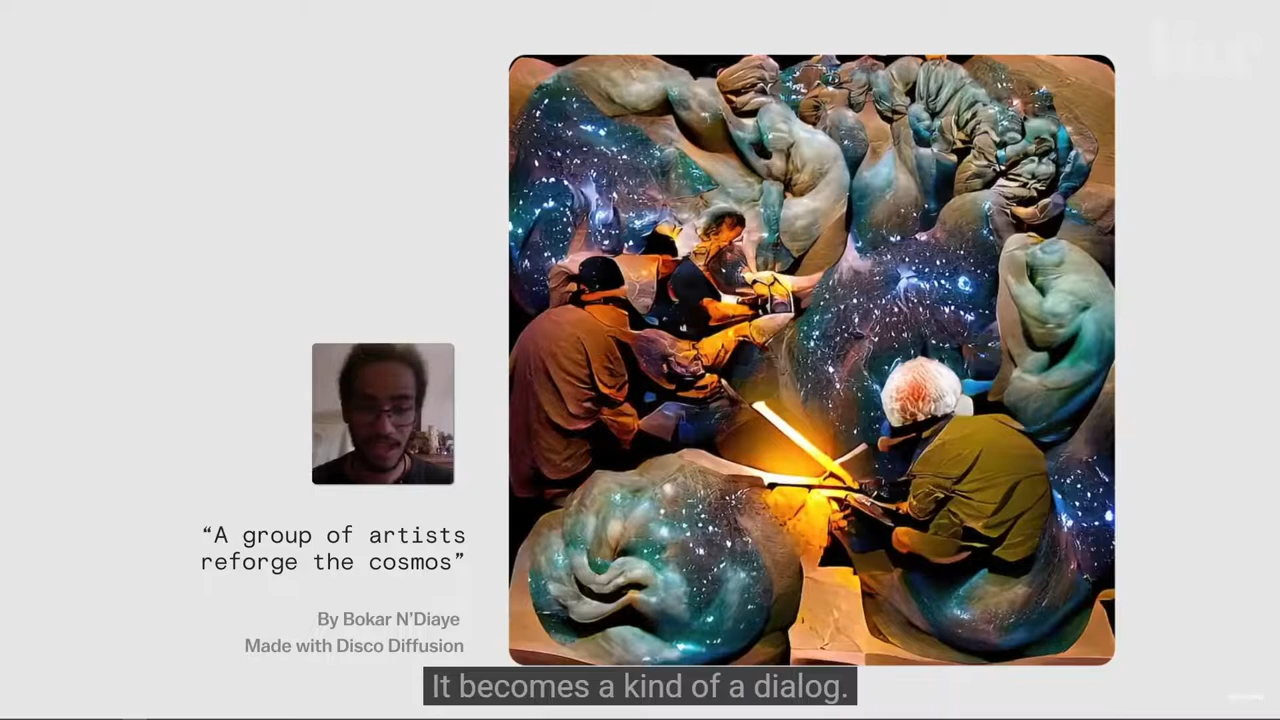 “A group of artists
reforge the cosmos”
By Bokar N’Diaye
Made with Disco Diffusion
It becomes a kind of a dialog.